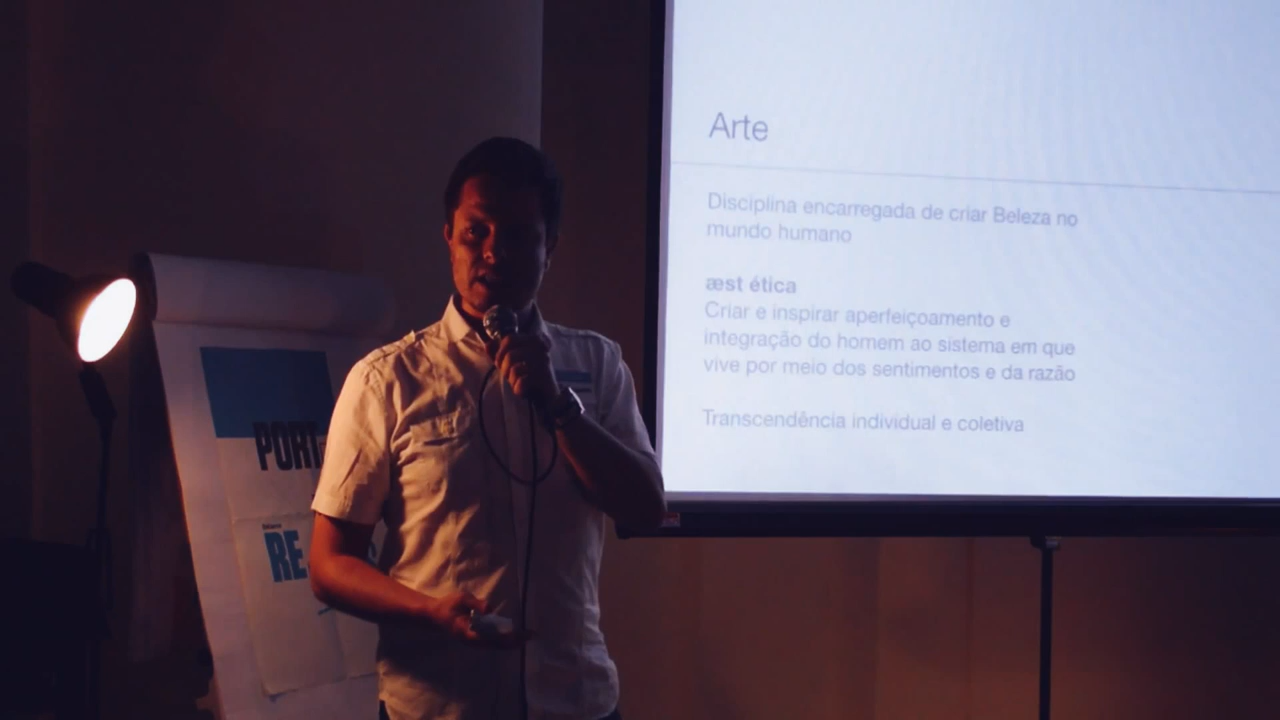 Arte
Disciplina encarregada de criar Beleza no
mundo humano
æst ética
Criar e inspirar aperfeiçoamento e
integração do homem ao sistema em que
vive por meio dos sentimentos e da razão
Transcendência individual e coletiva
PORT
RE